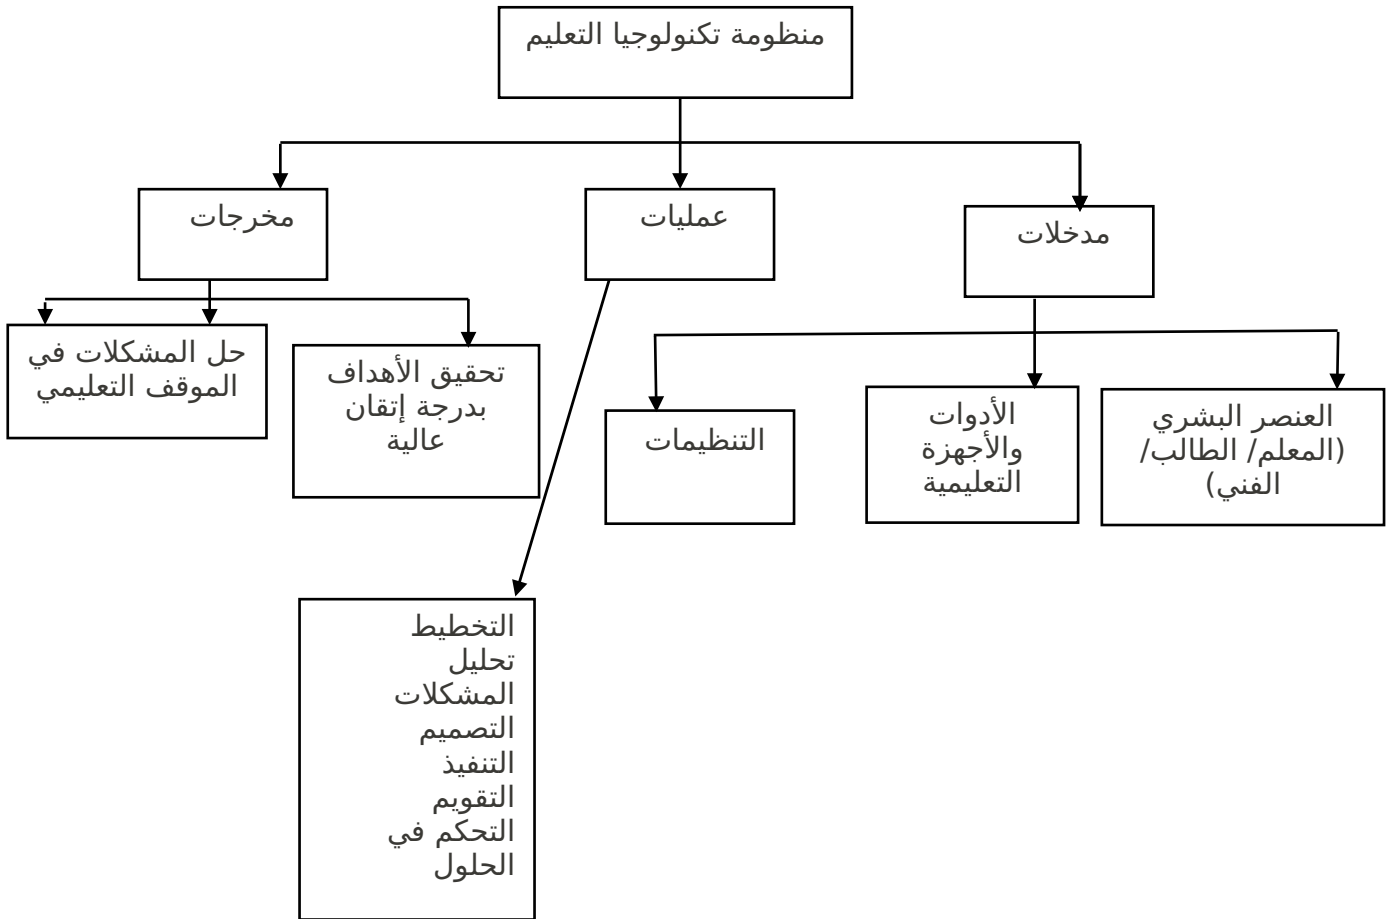 منظومة تكنولوجيا التعليم
مدخلات
عمليات
مخرجات
العنصر البشري
(المعلم/ الطالب/
الفني)
الأدوات
والأجهزة
التعليمية
التنظيمات
تحقيق الأهداف
بدرجة إتقان
عالية
حل المشكلات في
الموقف التعليمي
التخطيط
تحليل
المشكلات
التصميم
التنفيذ
التقويم
التحكم في
الحلول